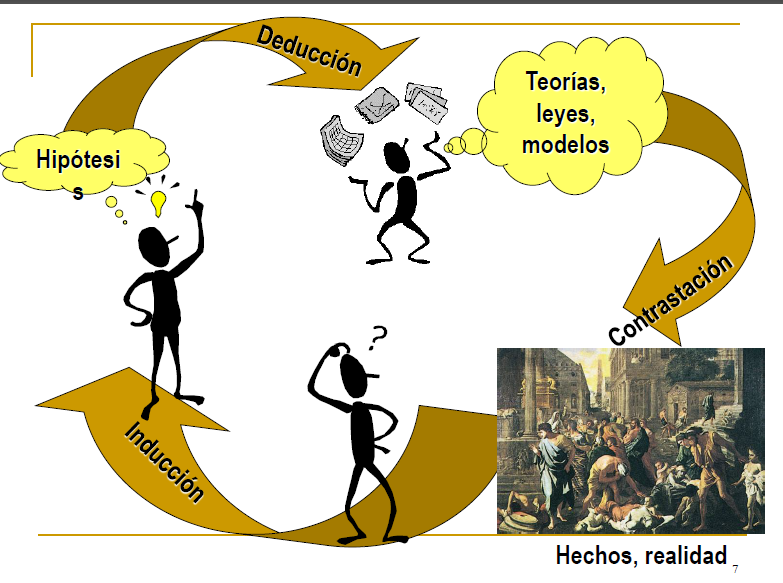 Deducción
Teorías,
leyes,
modelos
Hipótesi
s
?
Contrastación
Inducción
Hechos, realidad
7